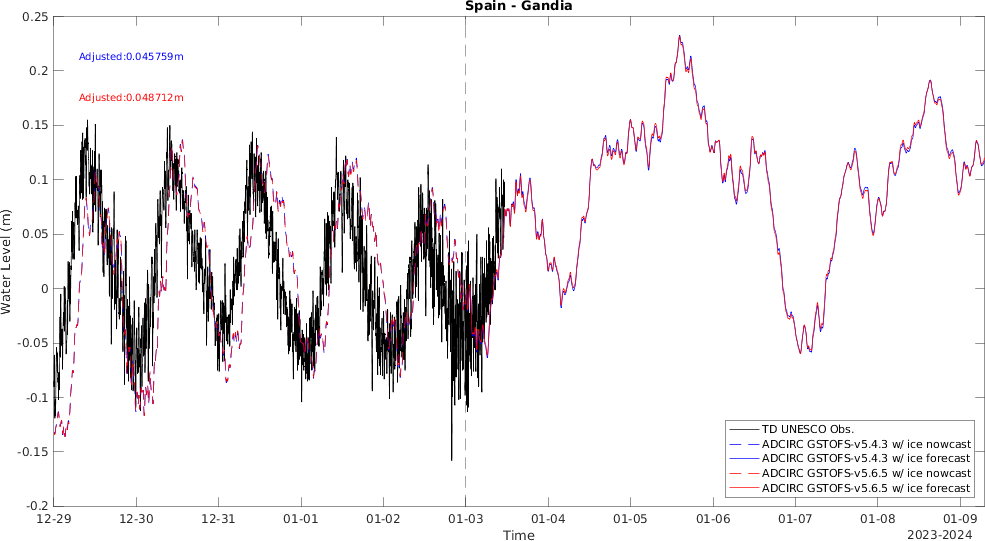 Spain - Gandia
0.25
0.2
0.15
0.1
0.05
0
-0.05
-0.1
-0.15
-0.2
Water Level (m)
Adjusted:0.045759m
Adjusted:0.048712m
TD UNESCO Obs.
ADCIRC GSTOFS-v5.4.3 w/ ice nowcast
ADCIRC GSTOFS-v5.4.3 w/ ice forecast
ADCIRC GSTOFS-v5.6.5 w/ ice nowcast
ADCIRC GSTOFS-v5.6.5 w/ ice forecast
12-29 12-30 12-31 01-01 01-02 01-03 01-04 01-05 01-06 01-07 01-08 01-09
Time
2023-2024